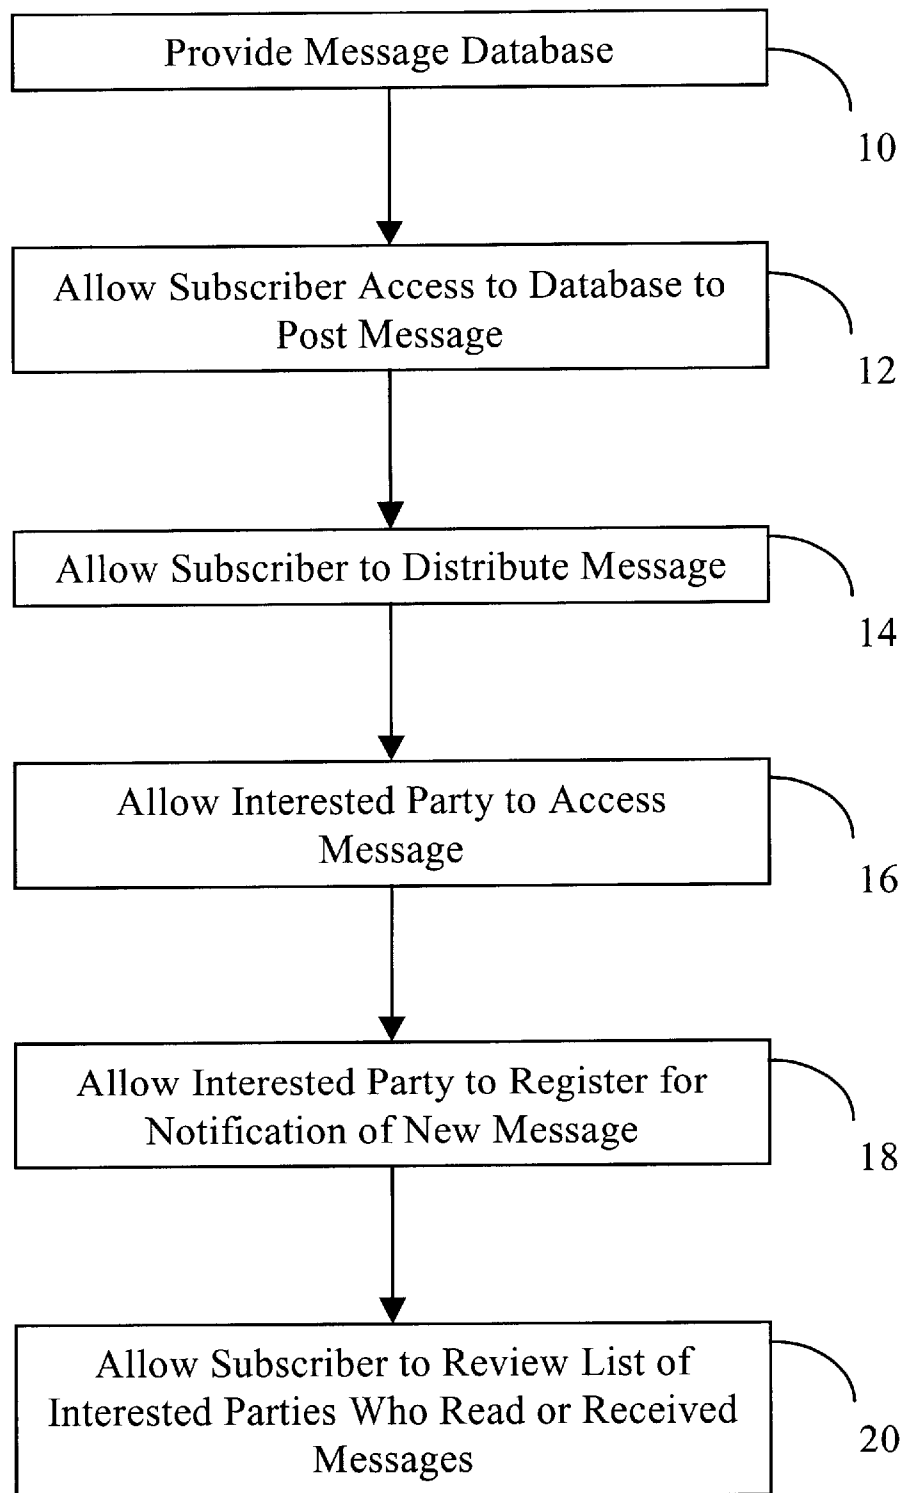 Provide Message Database
10
Allow Subscriber Access to Database to
Post Message
12
Allow Subscriber to Distribute Message
14
Allow Interested Party to Access
Message
16
Allow Interested Party to Register for
Notification of New Message
18
Allow Subscriber to Review List of
Interested Parties Who Read or Received
Messages
20